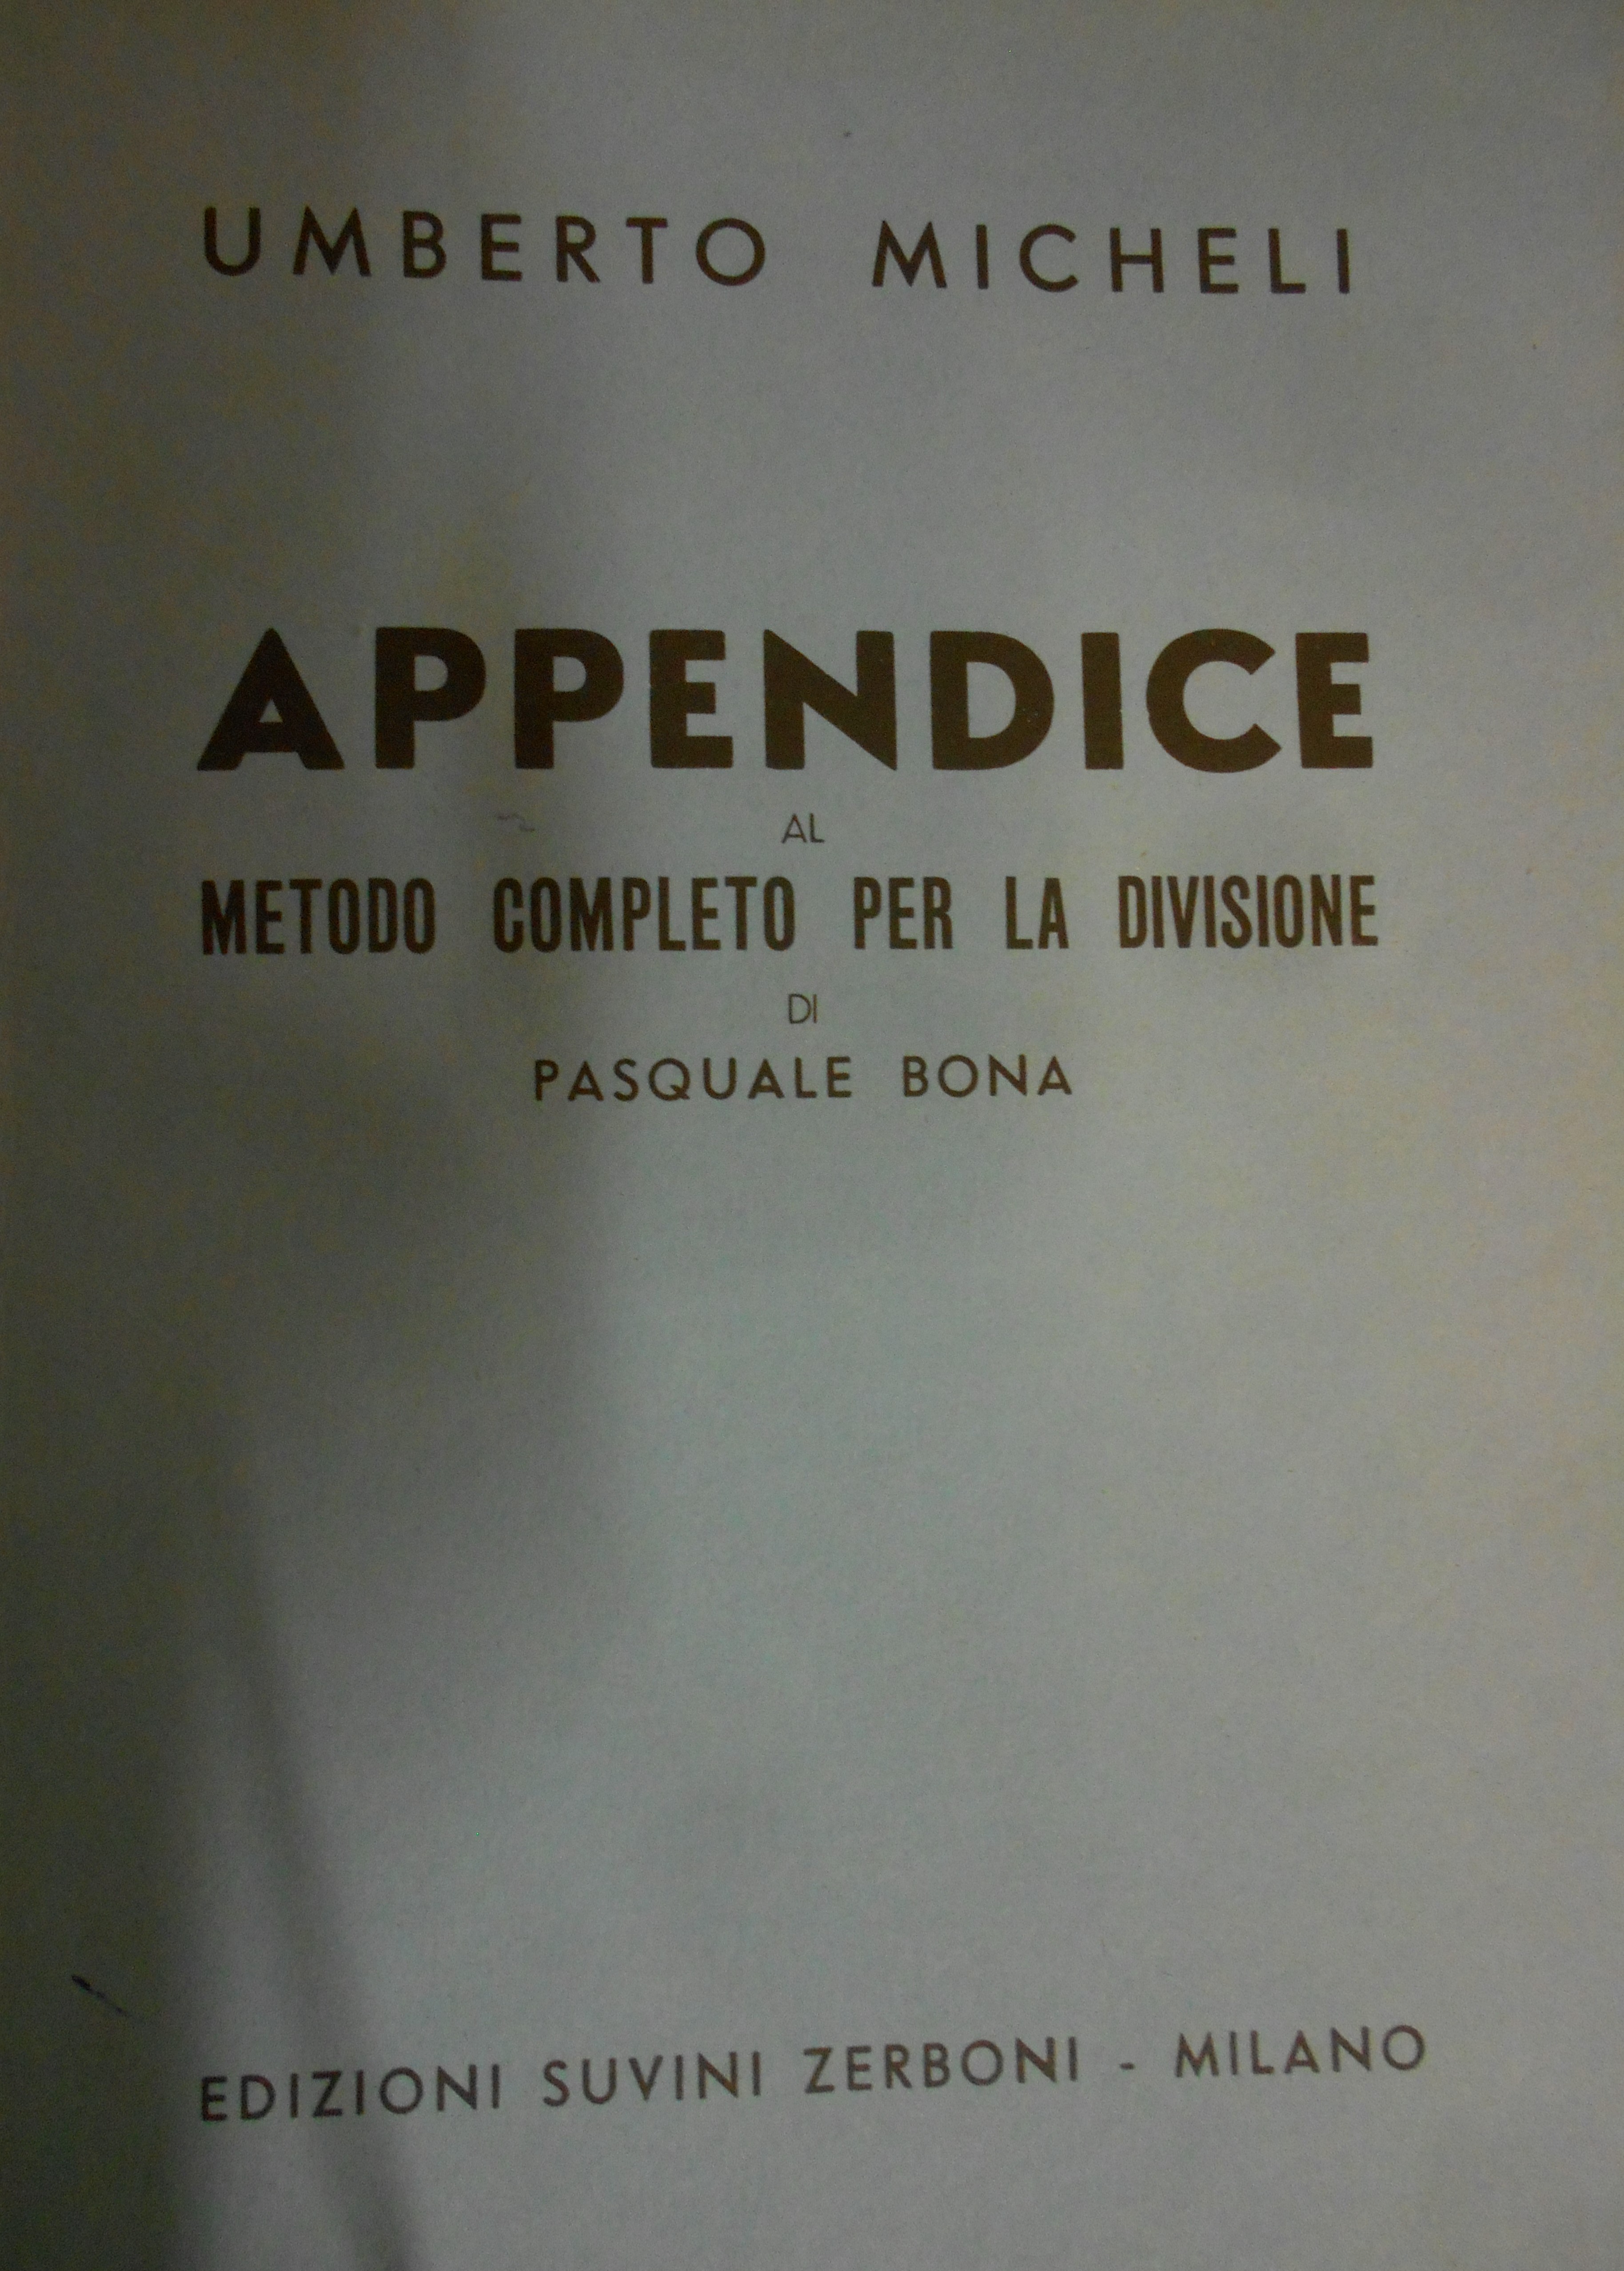 UMBERTO MICHELI
APPENDICE
AL
METODO COMPLETO PER LA DIVISIONE
DI
PASQUALE BONA
EDIZIONI SUVINI ZERBONI - MILANO